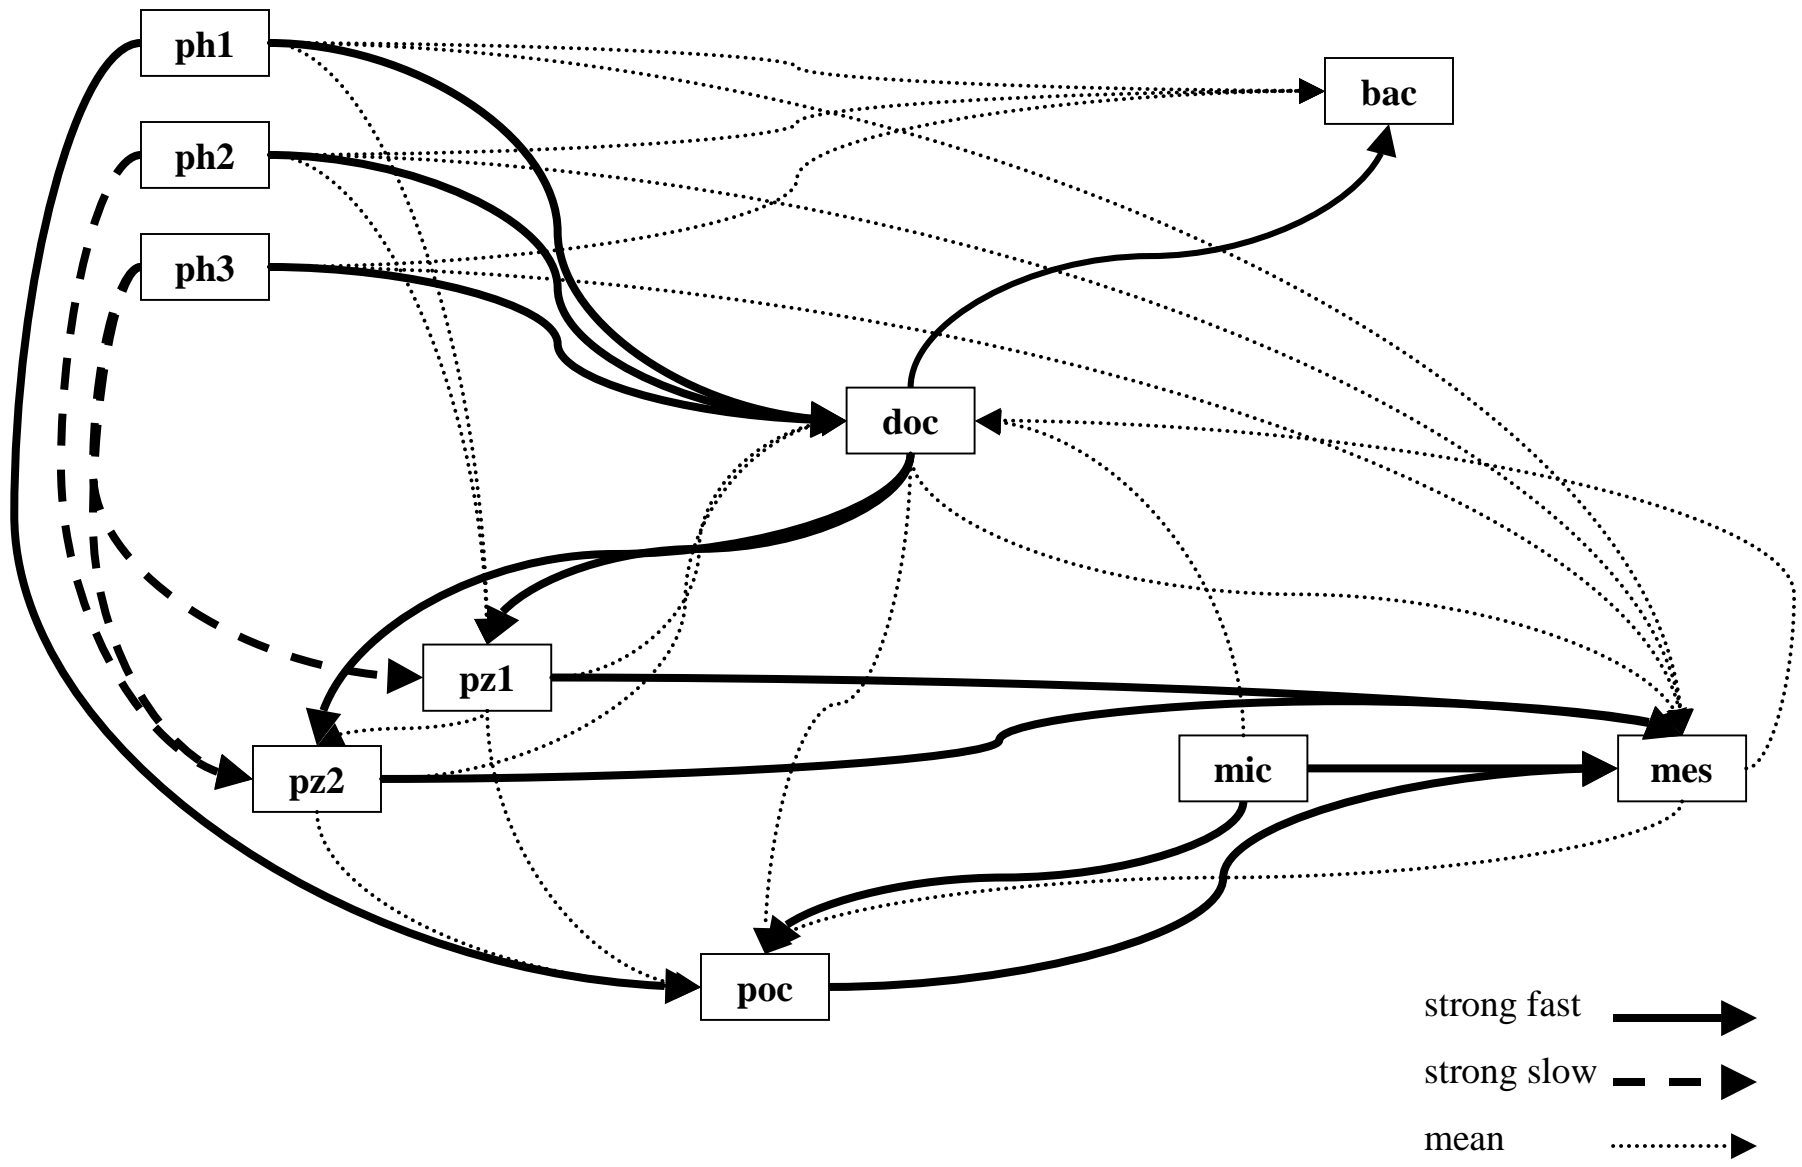 ph1
bac
ph2
ph3
doc
pz1
pz2
mic
mes
poc
strong fast
strong slow
mean